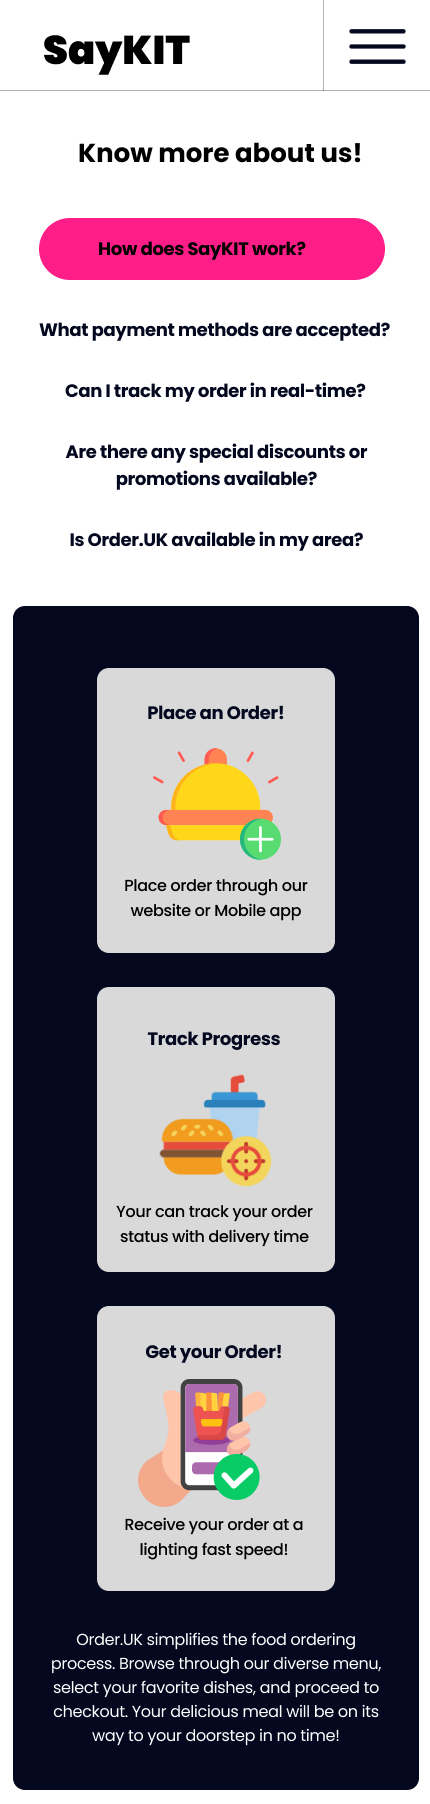 SayKIT
Know more about us!
How does SayKIT work?
What payment methods are accepted?
Can I track my order in real-time?
Are there any special discounts or
promotions available?
Is Order.UK available in my area?
Place an Order!
Place order through our
website or Mobile app
Track Progress
Your can track your order
status with delivery time
Get your Order!
Receive your order at a
lighting fast speed!
Order.UK simplifies the food ordering
process. Browse through our diverse menu,
select your favorite dishes, and proceed to
checkout. Your delicious meal will be on its
way to your doorstep in no time!